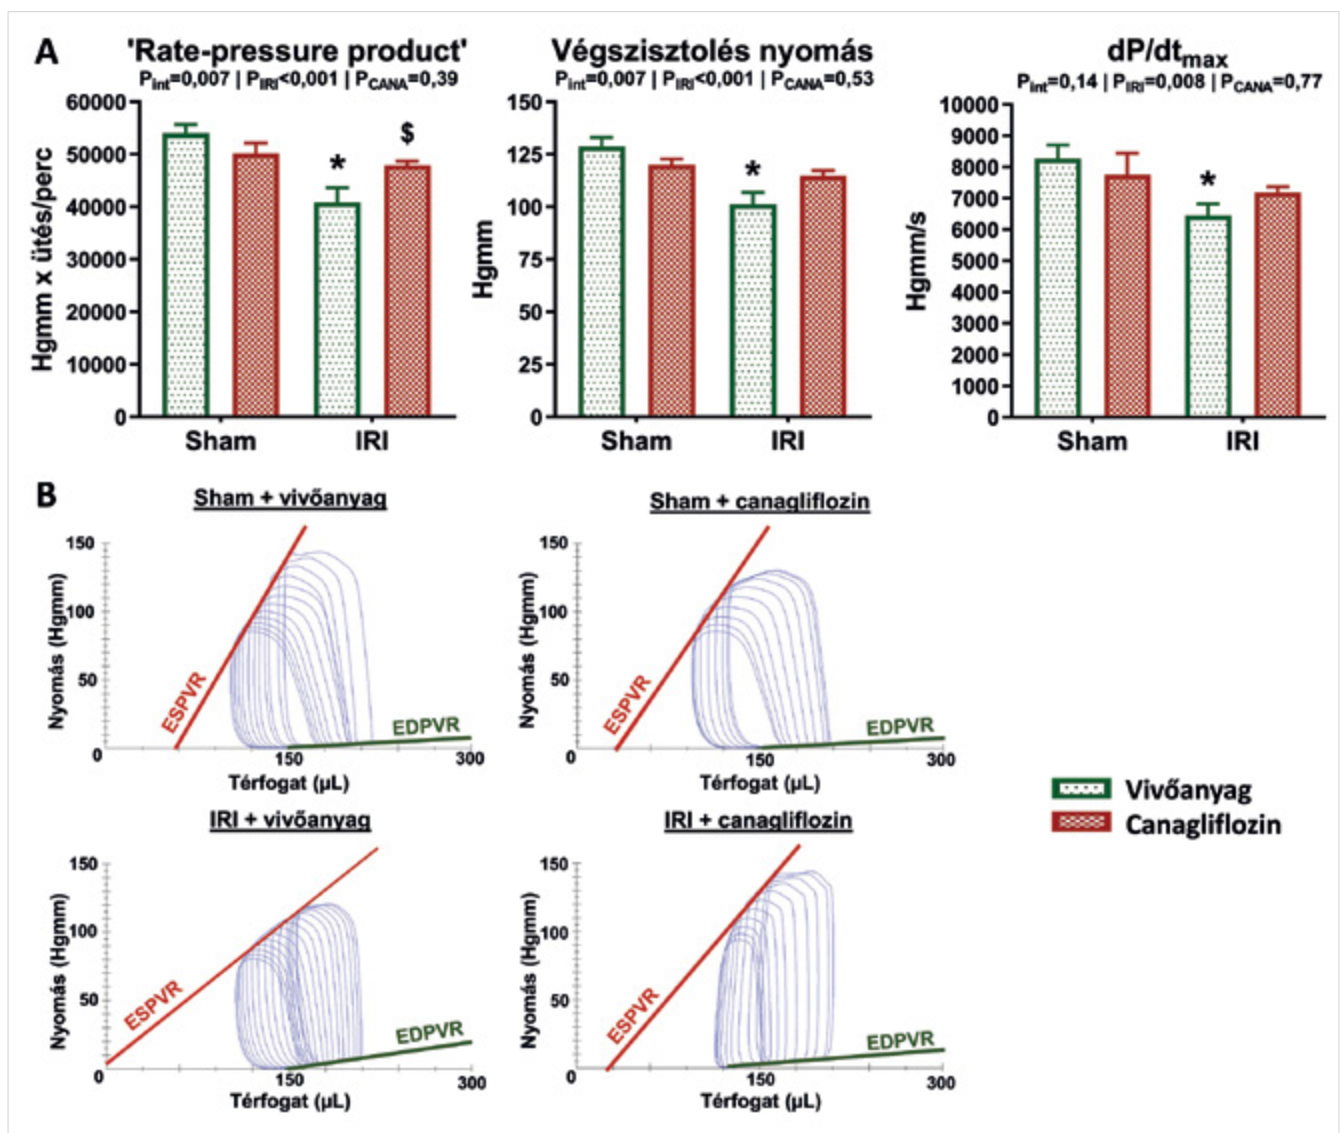 A
'Rate-pressure product'
Pint=0,007 | PIRI<0,001 | PCANA=0,39
Hgmm x ütés/perc
60000
50000
40000
30000
20000
10000
0
*
$
Sham
IRI
Végszisztolés nyomás
Pint=0,007 | PIRI<0,001 | PCANA=0,53
Hgmm
150
125
100
75
50
25
0
*
Sham
IRI
dP/dtmax
Pint=0,14 | PIRI=0,008 | PCANA=0,77
Hgmm/s
10000
9000
8000
7000
6000
5000
4000
3000
2000
1000
0
*
Sham
IRI
B
Sham + vivőanyag
Nyomás (Hgmm)
150
100
50
0
ESPVR
EDPVR
150
300
Térfogat (µL)
Sham + canagliflozin
Nyomás (Hgmm)
150
100
50
0
ESPVR
EDPVR
150
300
Térfogat (µL)
Vivőanyag
Canagliflozin
IRI + vivőanyag
Nyomás (Hgmm)
150
100
50
0
ESPVR
EDPVR
150
300
Térfogat (µL)
IRI + canagliflozin
Nyomás (Hgmm)
150
100
50
0
ESPVR
EDPVR
150
300
Térfogat (µL)